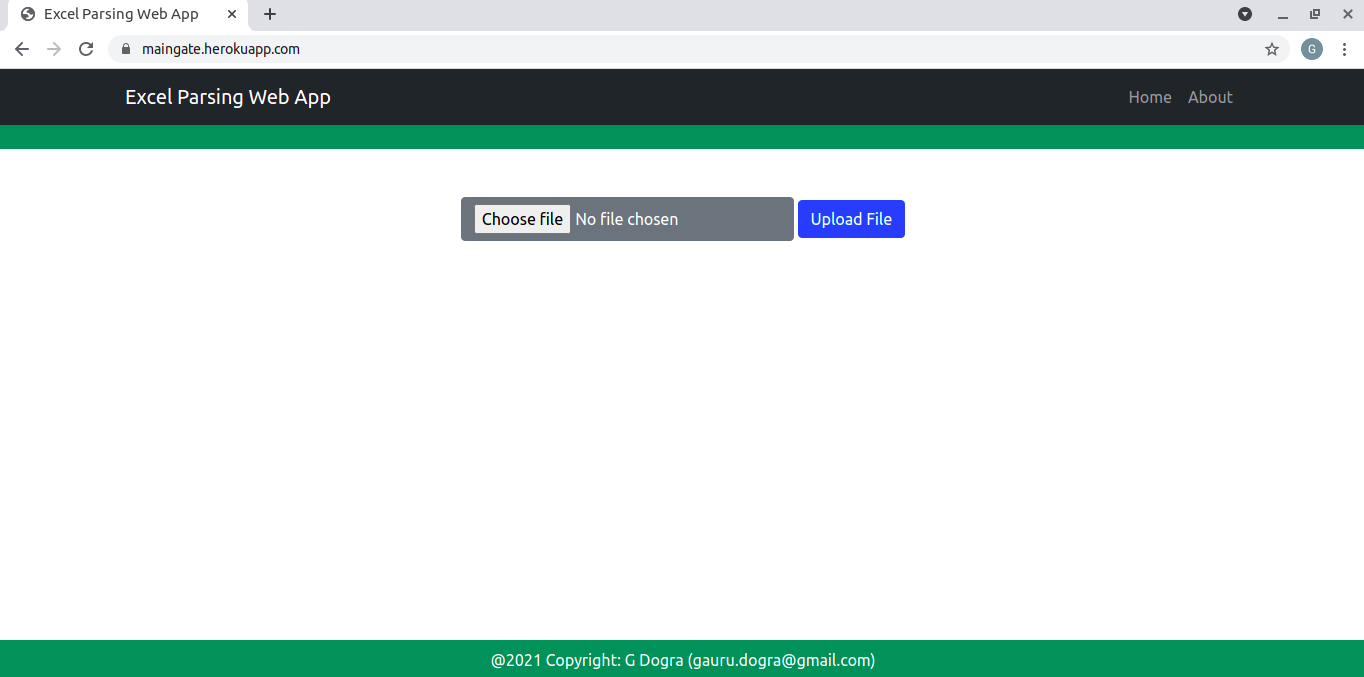 Excel Parsing Web App
maingate.herokuapp.com
G
Excel Parsing Web App Home About
Choose file No file chosen Upload File
@2021 Copyright: G Dogra (gauru.dogra@gmail.com)